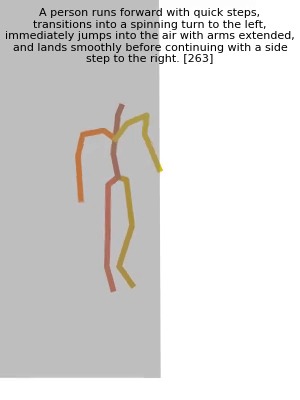 A person runs forward with quick steps,
transitions into a spinning turn to the left,
immediately jumps into the air with arms extended,
and lands smoothly before continuing with a side
step to the right. [263]